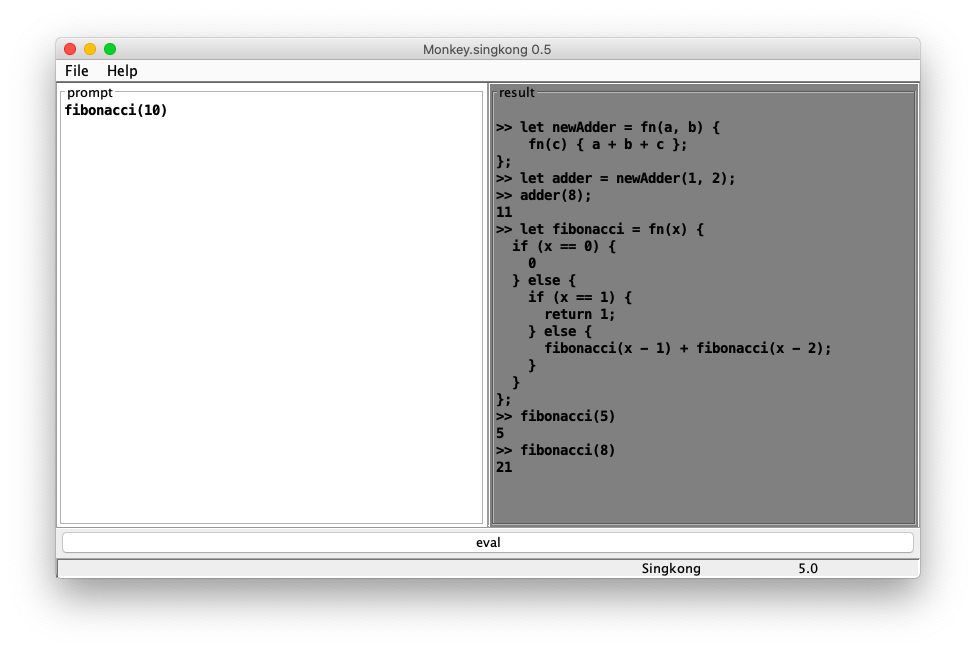 Monkey.singkong 0.5
File Help
prompt
fibonacci(10)
result
>> let newAdder = fn(a, b) {
    fn(c) { a + b + c };
};
>> let adder = newAdder(1, 2);
>> adder(8);
11
>> let fibonacci = fn(x) {
  if (x == 0) {
    0
  } else {
    if (x == 1) {
      return 1;
    } else {
      fibonacci(x - 1) + fibonacci(x - 2);
    }
  }
};
>> fibonacci(5)
5
>> fibonacci(8)
21
eval
Singkong 5.0